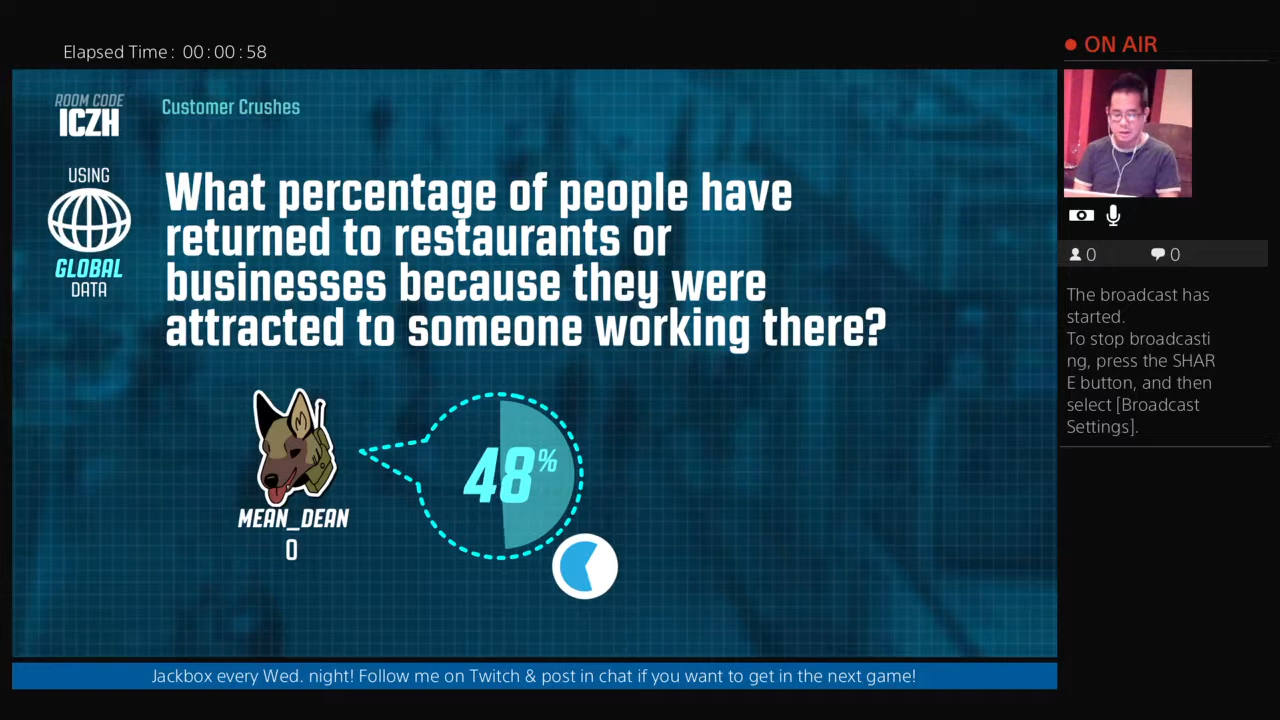 Elapsed Time: 00:00:58
ON AIR
ROOM CODE
ICZH
Customer Crushes
USING
GLOBAL
DATA
What percentage of people have
returned to restaurants or
businesses because they were
attracted to someone working there?
48%
MEAN_DEAN
0
0
0
The broadcast has
started.
To stop broadcasti
ng, press the SHAR
E button, and then
select [Broadcast
Settings].
Jackbox every Wed. night! Follow me on Twitch & post in chat if you want to get in the next game!